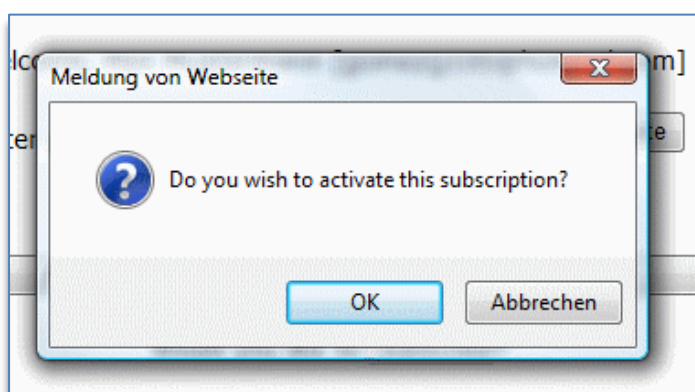 Meldung von Webseite
Do you wish to activate this subscription?
OK Abbrechen